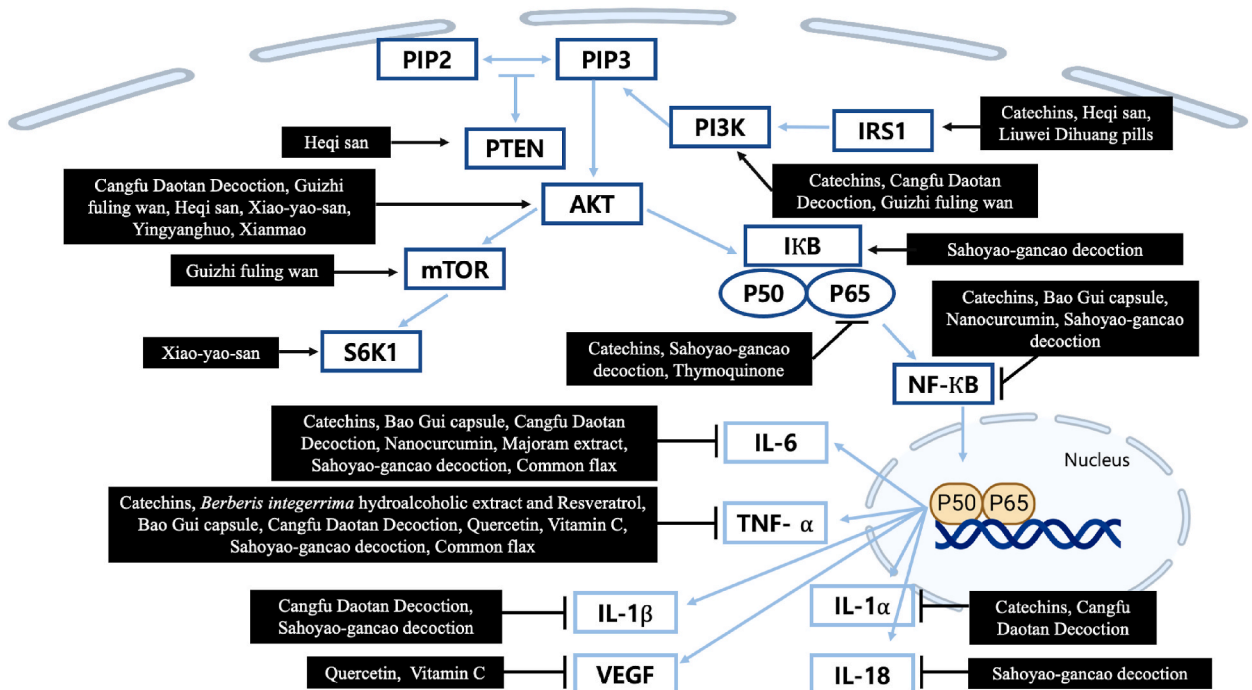 PIP2
PIP3
PI3K
IRS1
Catechins, Heqi san,
Liuwei Dihuang pills
Heqi san
PTEN
Cangfu Daotan Decoction, Guizhi
fuling wan, Heqi san, Xiao-yao-san,
Yingyanghuo, Xianmao
AKT
Catechins, Cangfu Daotan
Decoction, Guizhi fuling wan
IKB
Sahoyao-gancao decoction
Guizhi fuling wan
mTOR
P50
P65
Catechins, Bao Gui capsule,
Nanocurcumin, Sahoyao-gancao
decoction
Xiao-yao-san
S6K1
Catechins, Sahoyao-gancao
decoction, Thymoquinone
NF-KB
Catechins, Bao Gui capsule, Cangfu Daotan
Decoction, Nanocurcumin, Majoram extract,
Sahoyao-gancao decoction, Common flax
IL-6
Nucleus
P50
P65
Catechins, Berberis integerrima hydroalcoholic extract and Resveratrol,
Bao Gui capsule, Cangfu Daotan Decoction, Quercetin, Vitamin C,
Sahoyao-gancao decoction, Common flax
TNF- α
Cangfu Daotan Decoction,
Sahoyao-gancao decoction
IL-1β
IL-1α
Catechins, Cangfu
Daotan Decoction
Quercetin, Vitamin C
VEGF
IL-18
Sahoyao-gancao decoction